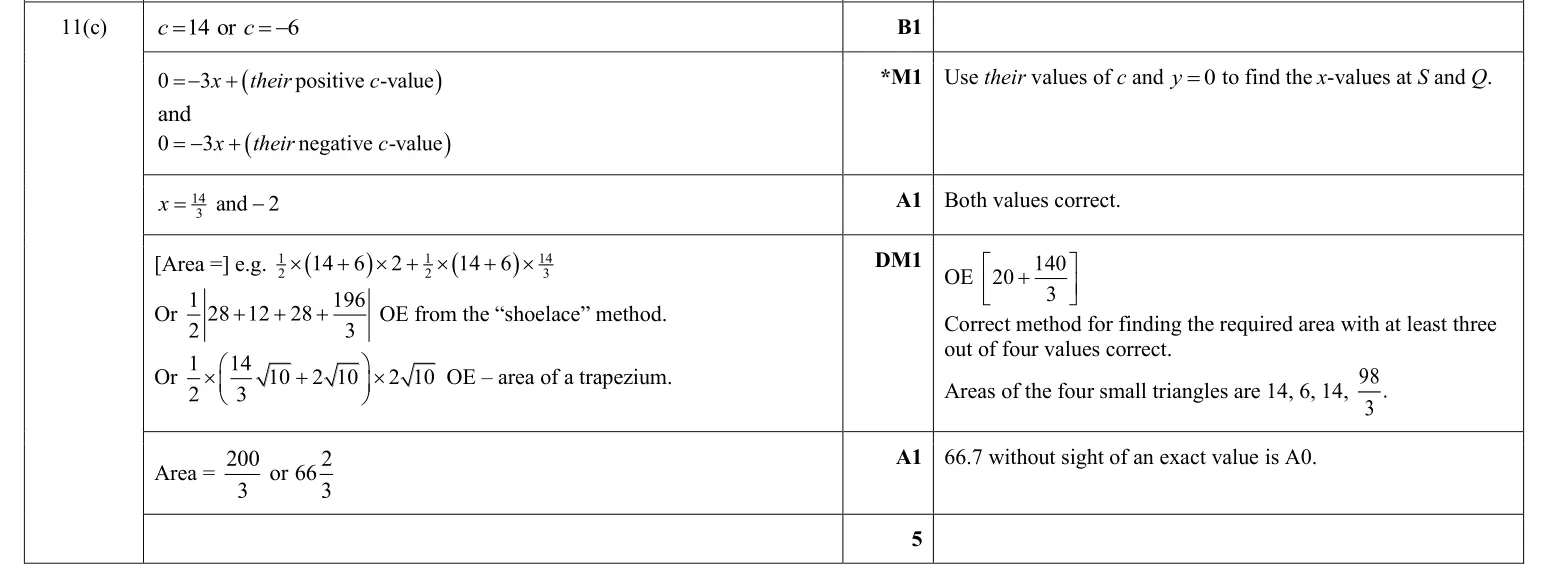 11(c) c = 14 or c = −6 B1
0 = −3x + (their positive c-value) *M1 Use their values of c and y = 0 to find the x-values at S and Q.
and
0 = −3x + (their negative c-value)
x = 14/3 and − 2 A1 Both values correct.
[Area =] e.g. 1/2 × (14 + 6) × 2 + 1/2 × (14 + 6) × 14/3 DM1 OE [20 + 140/3]
Or 1/2 |28 + 12 + 28 + 196/3| OE from the “shoelace” method.
Correct method for finding the required area with at least three
out of four values correct.
Or 1/2 × (14/3 √10 + 2√10) × 2√10 OE – area of a trapezium.
Areas of the four small triangles are 14, 6, 14, 98/3.
Area = 200/3 or 66 2/3 A1 66.7 without sight of an exact value is A0.
5